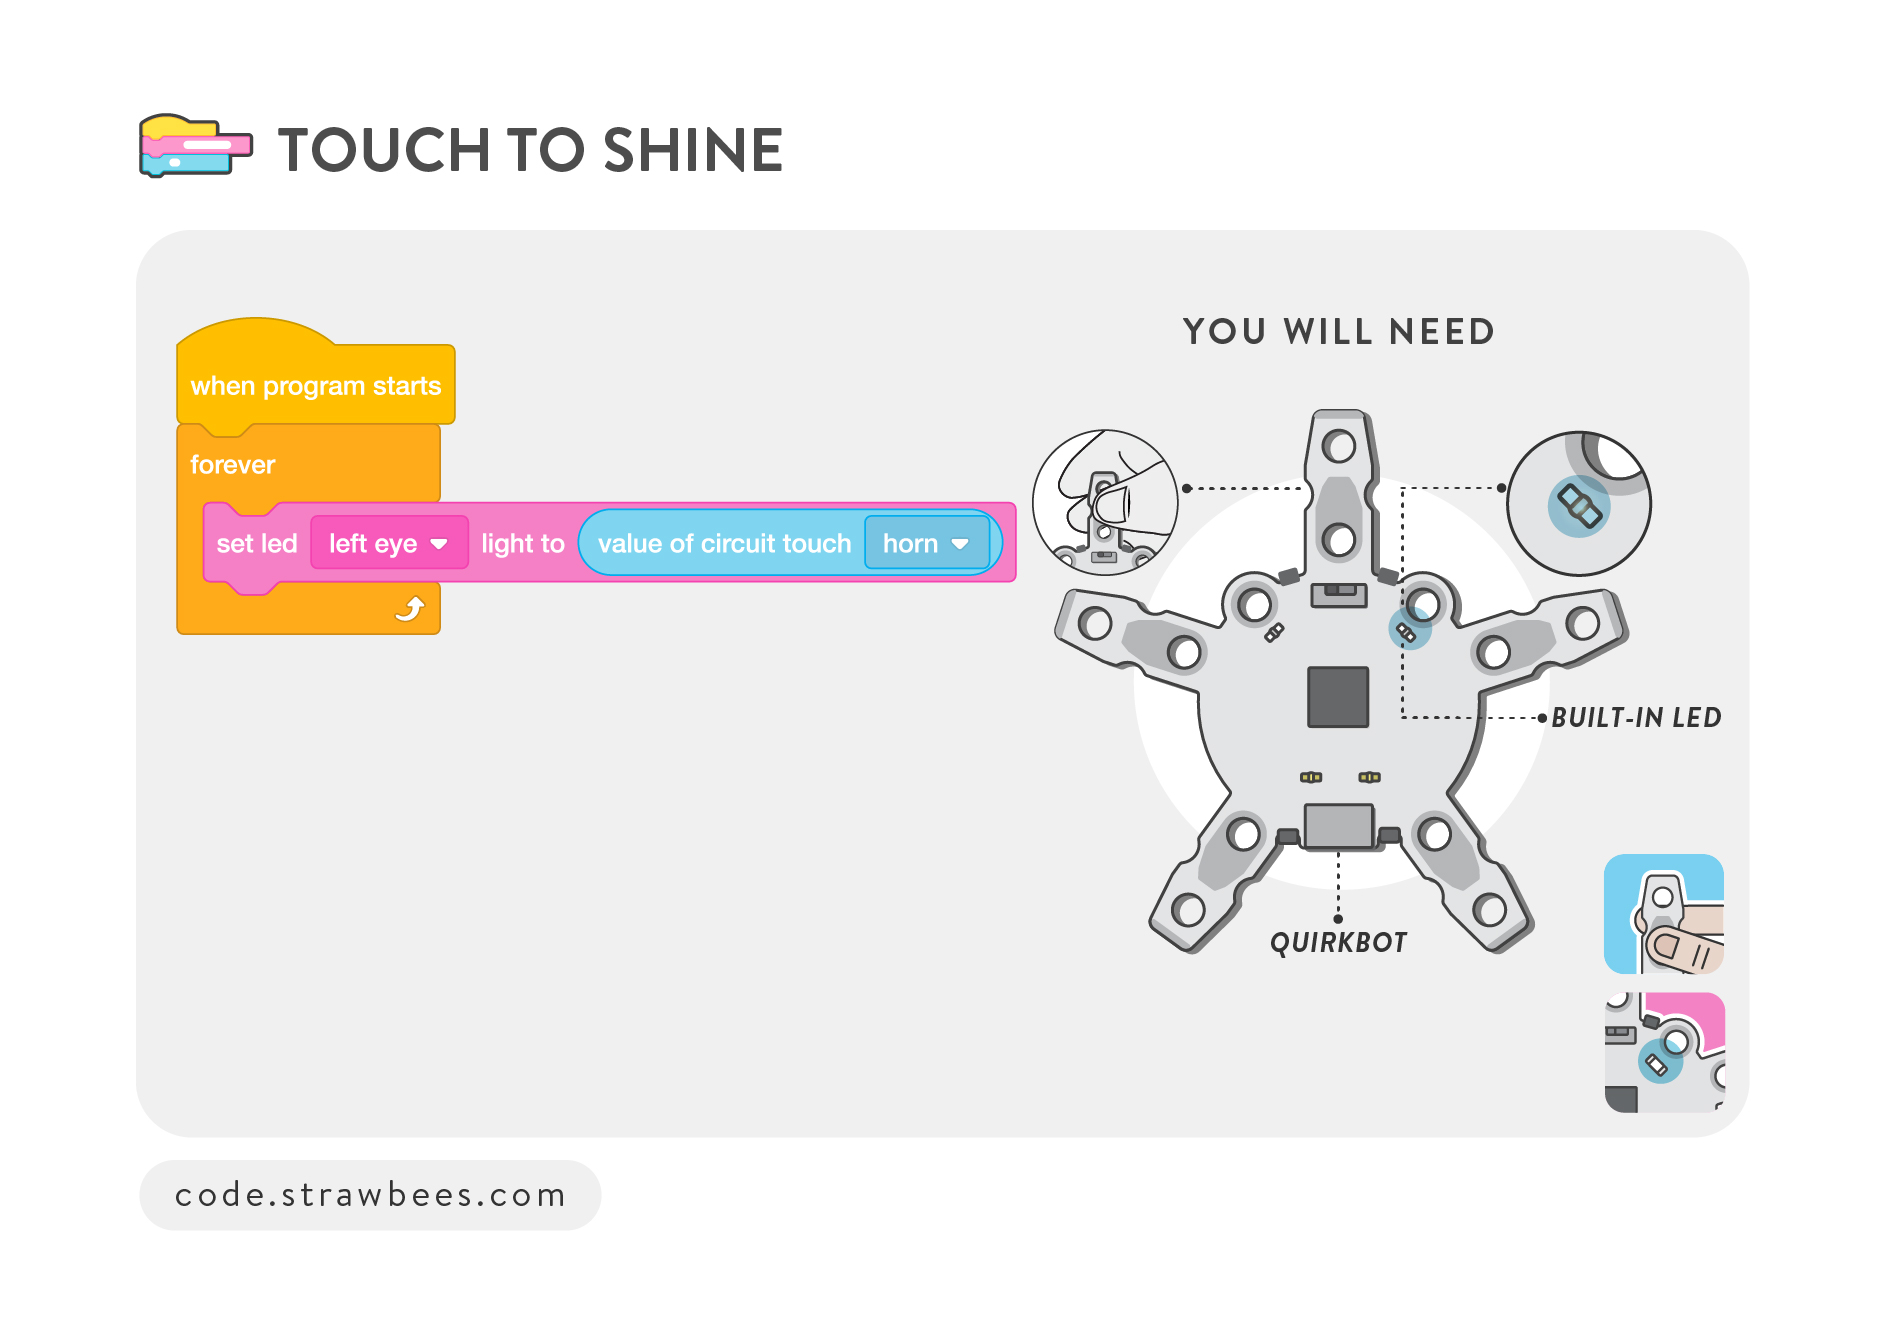 TOUCH TO SHINE
YOU WILL NEED
when program starts
forever
set led left eye light to value of circuit touch horn
BUILT-IN LED
QUIRKBOT
code.strawbees.com